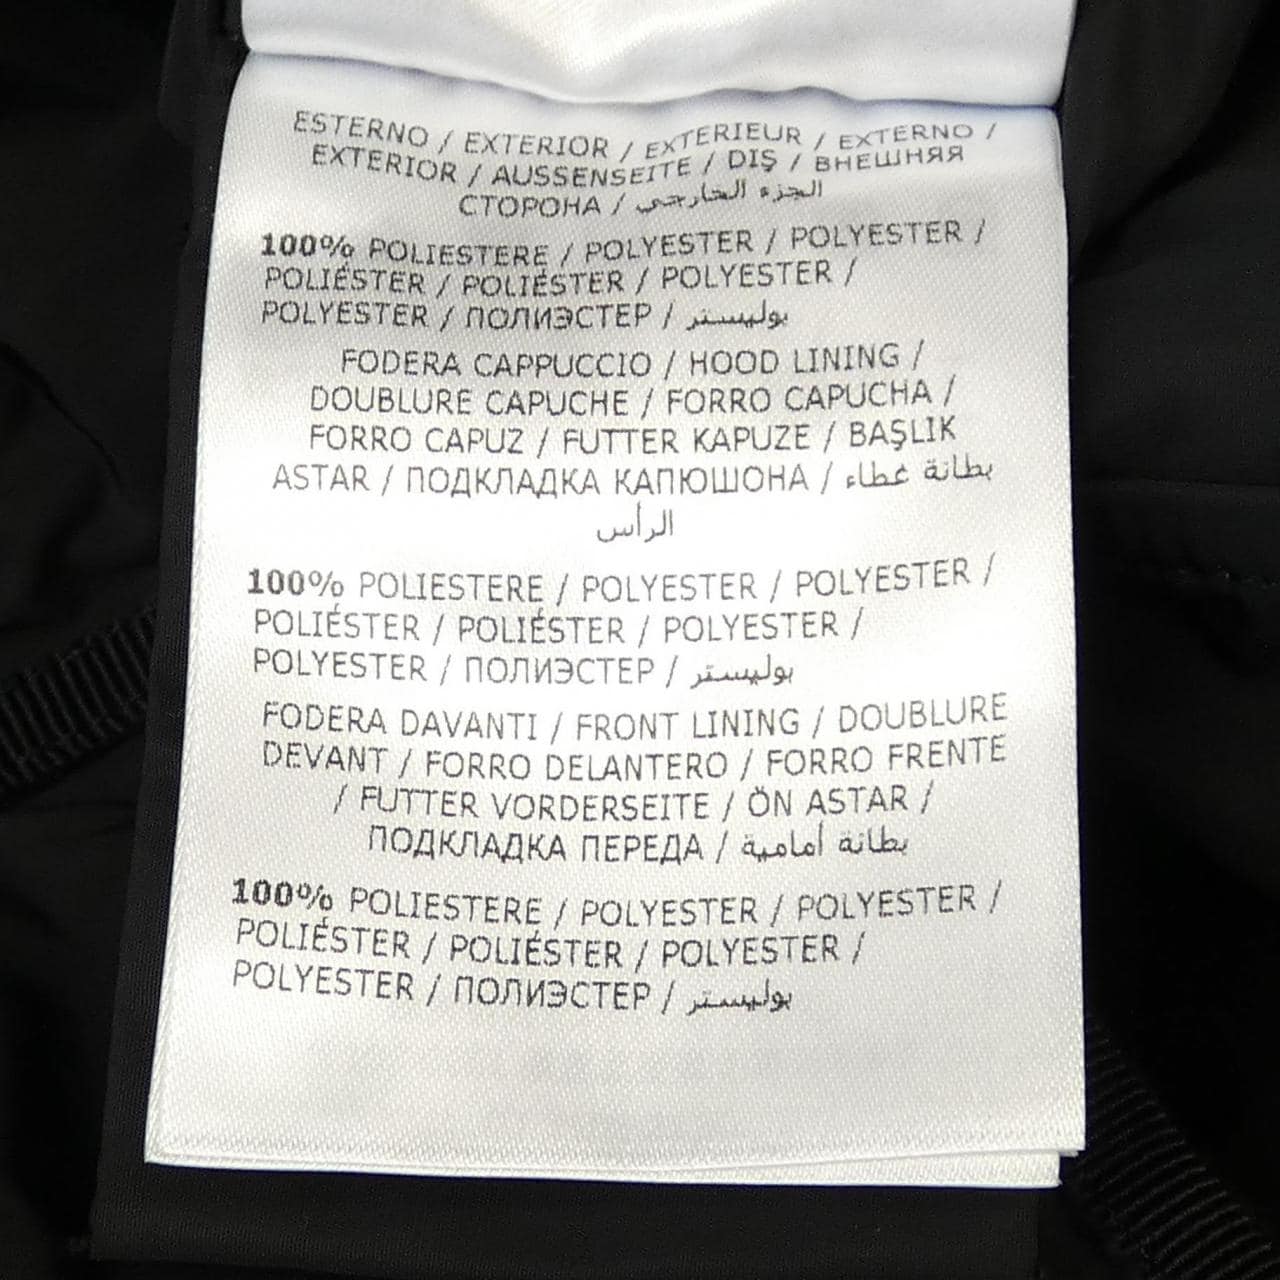 ESTERNO / EXTERIOR / EXTERIEUR / EXTERNO /
EXTERIOR / AUSSENSEITE / DIŞ / ВНЕШНЯЯ
СТОРОНА / الجزء الخارجي
100% POLIESTERE / POLYESTER / POLYESTER /
POLIÉSTER / POLIÉSTER / POLYESTER /
POLYESTER / ПОЛИЭСТЕР / بوليستر
FODERA CAPPUCCIO / HOOD LINING /
DOUBLURE CAPUCHE / FORRO CAPUCHA /
FORRO CAPUZ / FUTTER KAPUZE / BAŞLIK
ASTAR / ПОДКЛАДКА КАПЮШОНА / بطانة غطاء
الرأس
100% POLIESTERE / POLYESTER / POLYESTER /
POLIÉSTER / POLIÉSTER / POLYESTER /
POLYESTER / ПОЛИЭСТЕР / بوليستر
FODERA DAVANTI / FRONT LINING / DOUBLURE
DEVANT / FORRO DELANTERO / FORRO FRENTE
/ FUTTER VORDERSEITE / ÖN ASTAR /
ПОДКЛАДКА ПЕРЕДА / بطانة أمامية
100% POLIESTERE / POLYESTER / POLYESTER /
POLIÉSTER / POLIÉSTER / POLYESTER /
POLYESTER / ПОЛИЭСТЕР / بوليستر